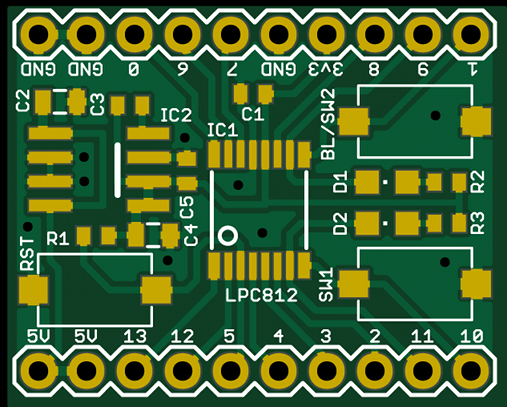 GND GND 0 6 7 GND 3v3 8 9 1
C2
C3
IC2
C1
IC1
BL/SW2
D1
R2
C5
D2
R3
R1
C4
RST
SW1
LPC812
5V 5V 13 12 5 4 3 2 11 10